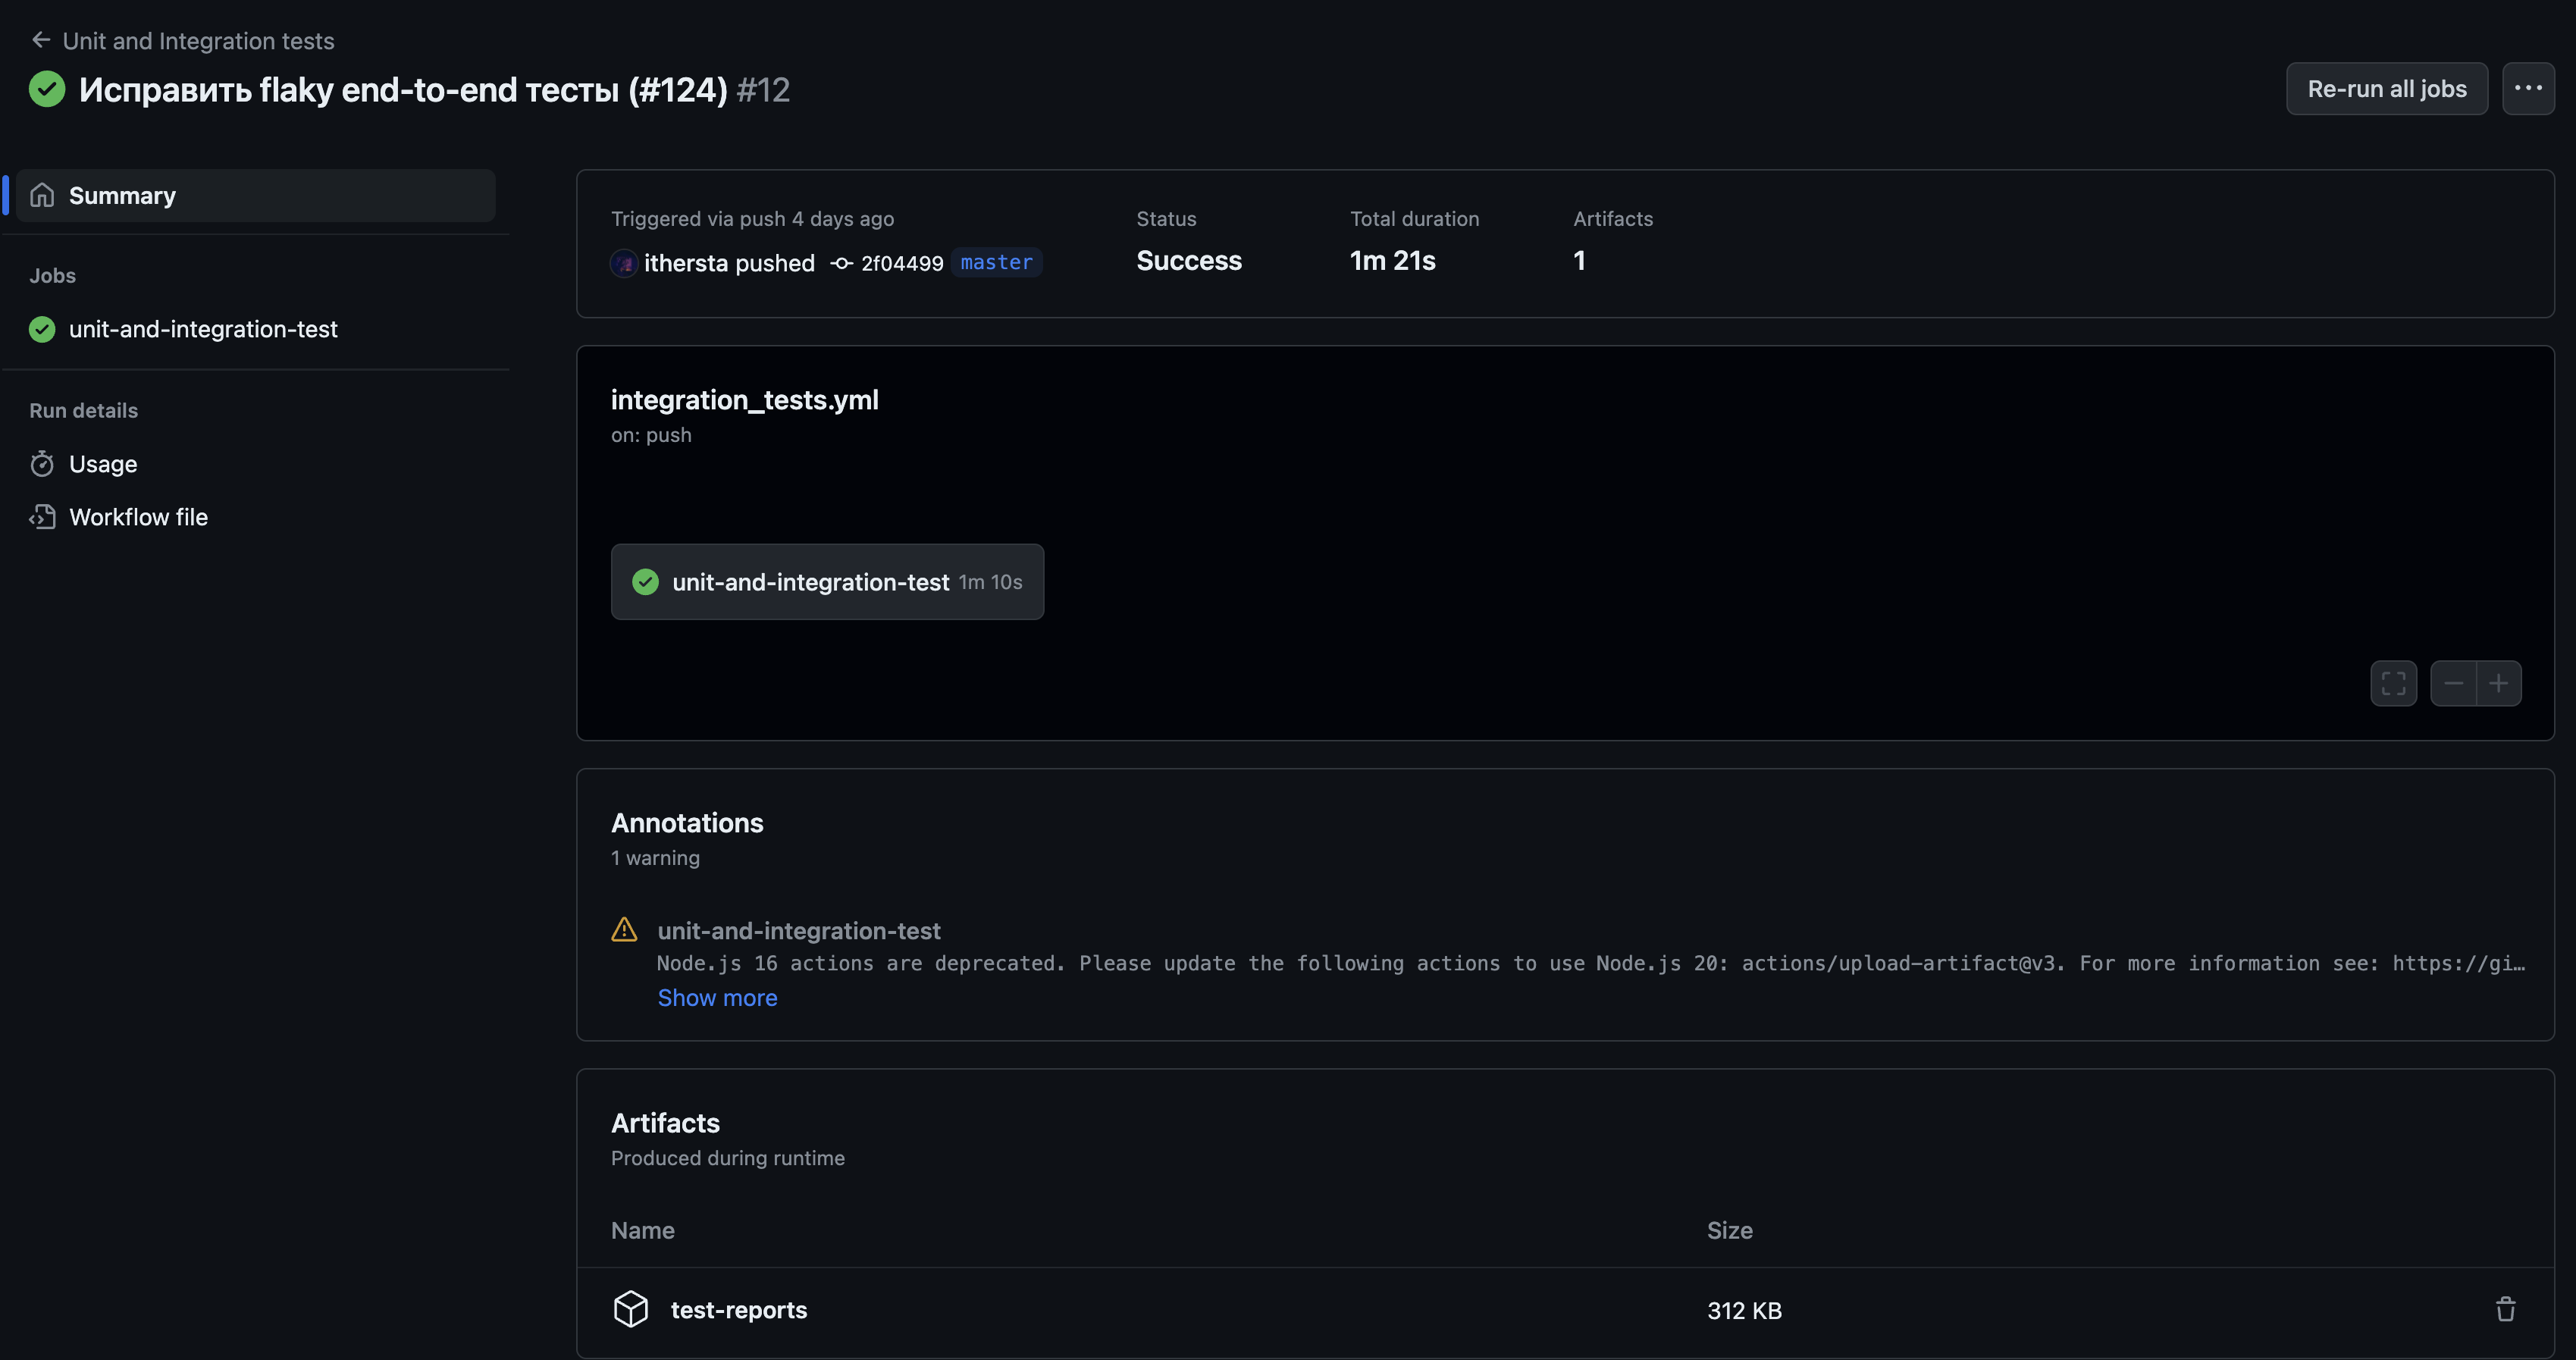 Unit and Integration tests
Исправить flaky end-to-end тесты (#124) #12
Re-run all jobs
Summary
Jobs
unit-and-integration-test
Run details
Usage
Workflow file
Triggered via push 4 days ago
ithersta pushed 2f04499 master
Status
Success
Total duration
1m 21s
Artifacts
1
integration_tests.yml
on: push
unit-and-integration-test 1m 10s
Annotations
1 warning
unit-and-integration-test
Node.js 16 actions are deprecated. Please update the following actions to use Node.js 20: actions/upload-artifact@v3. For more information see: https://gi…
Show more
Artifacts
Produced during runtime
Name Size
test-reports 312 KB